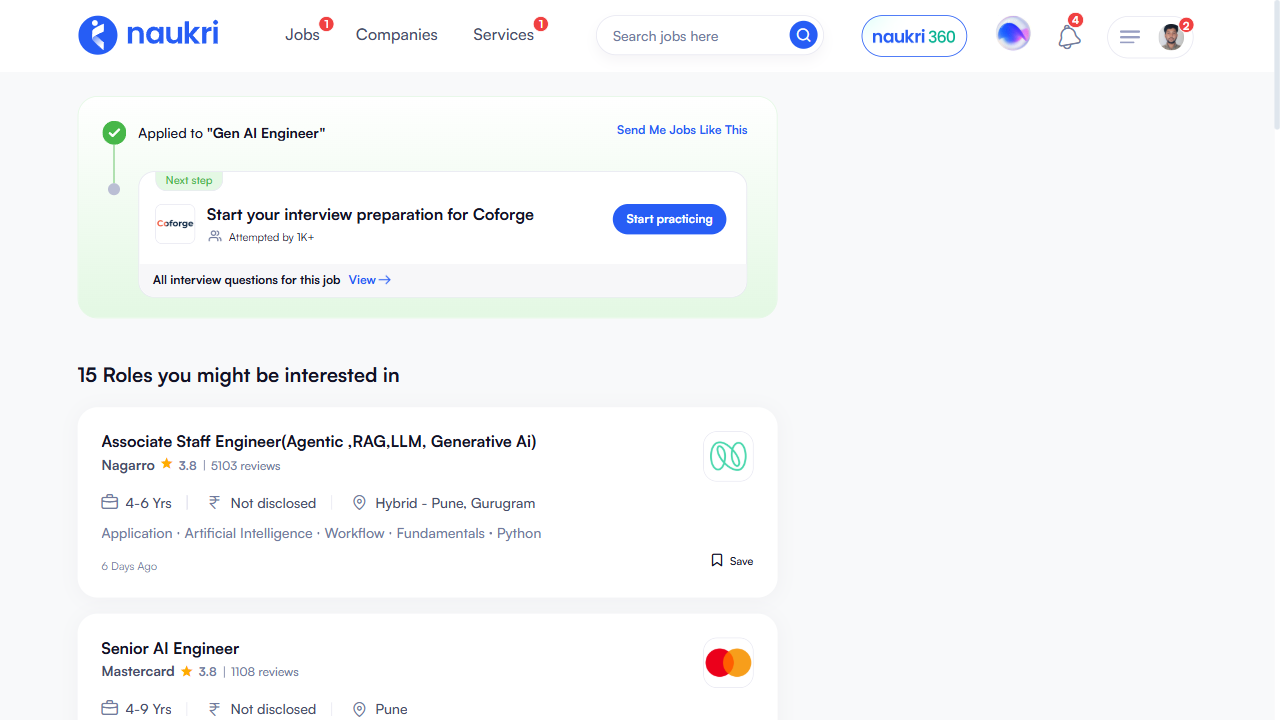 naukri
Jobs 1
Companies
Services 1
Search jobs here
naukri 360
4
2
Applied to "Gen AI Engineer"
Send Me Jobs Like This
Next step
Coforge
Start your interview preparation for Coforge
Attempted by 1K+
Start practicing
All interview questions for this job View
15 Roles you might be interested in
Associate Staff Engineer(Agentic ,RAG,LLM, Generative Ai)
Nagarro 3.8 | 5103 reviews
4-6 Yrs | ₹ Not disclosed | Hybrid - Pune, Gurugram
Application · Artificial Intelligence · Workflow · Fundamentals · Python
6 Days Ago
Save
Senior AI Engineer
Mastercard 3.8 | 1108 reviews
4-9 Yrs | ₹ Not disclosed | Pune